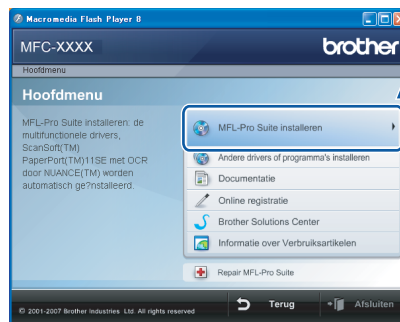 Macromedia Flash Player 8
MFC-XXXX
brother
Hoofdmenu
Hoofdmenu
MFL-Pro Suite installeren: de
multifunctionele drivers,
ScanSoft(TM)
PaperPort(TM)11SE met OCR
door NUANCE(TM) worden
automatisch ge?nstalleerd.
MFL-Pro Suite installeren
Andere drivers of programma's installeren
Documentatie
Online registratie
Brother Solutions Center
Informatie over Verbruiksartikelen
Repair MFL-Pro Suite
© 2001-2007 Brother Industries Ltd. All rights reserved
Terug
Afsluiten